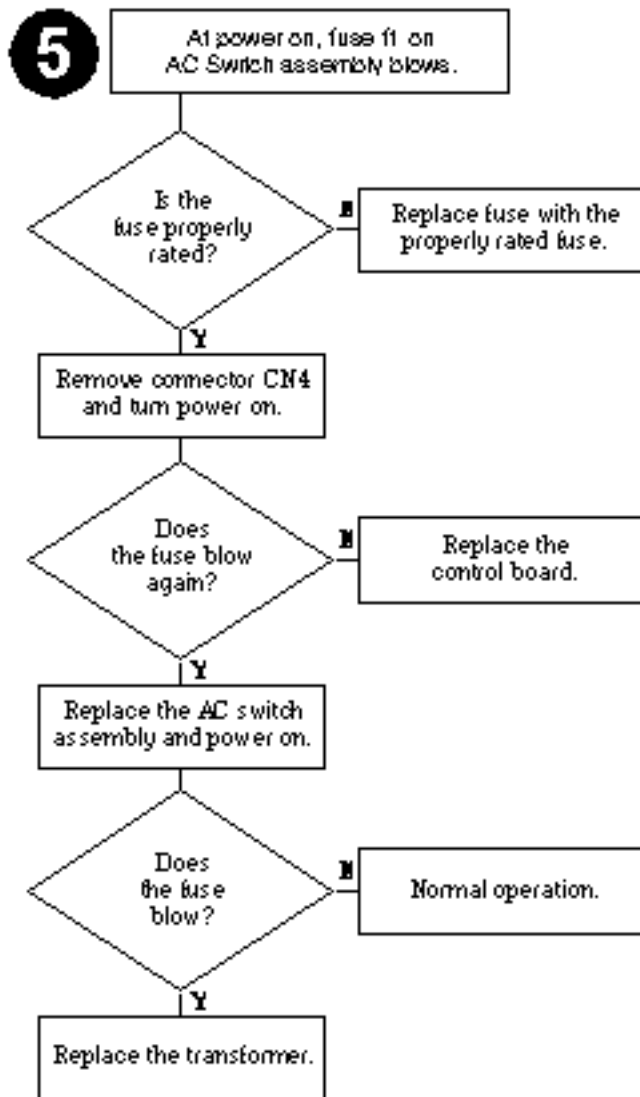 5
At power on, fuse f1 on
AC Switch assembly blows.
Is the
fuse properly
rated?
N
Replace fuse with the
properly rated fuse.
Y
Remove connector CN4
and turn power on.
Does
the fuse blow
again?
N
Replace the
control board.
Y
Replace the AC switch
assembly and power on.
Does
the fuse
blow?
N
Normal operation.
Y
Replace the transformer.